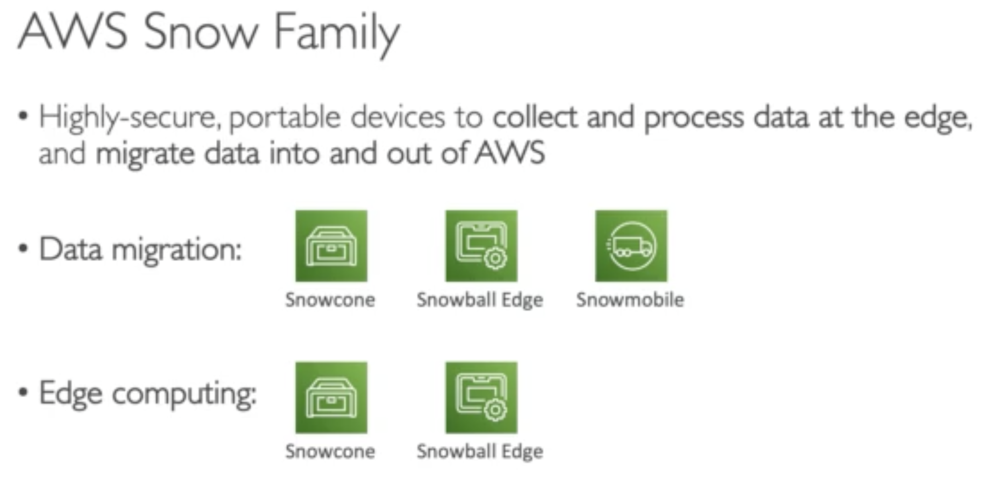 AWS Snow Family
• Highly-secure, portable devices to collect and process data at the edge,
and migrate data into and out of AWS
• Data migration:
Snowcone Snowball Edge Snowmobile
• Edge computing:
Snowcone Snowball Edge